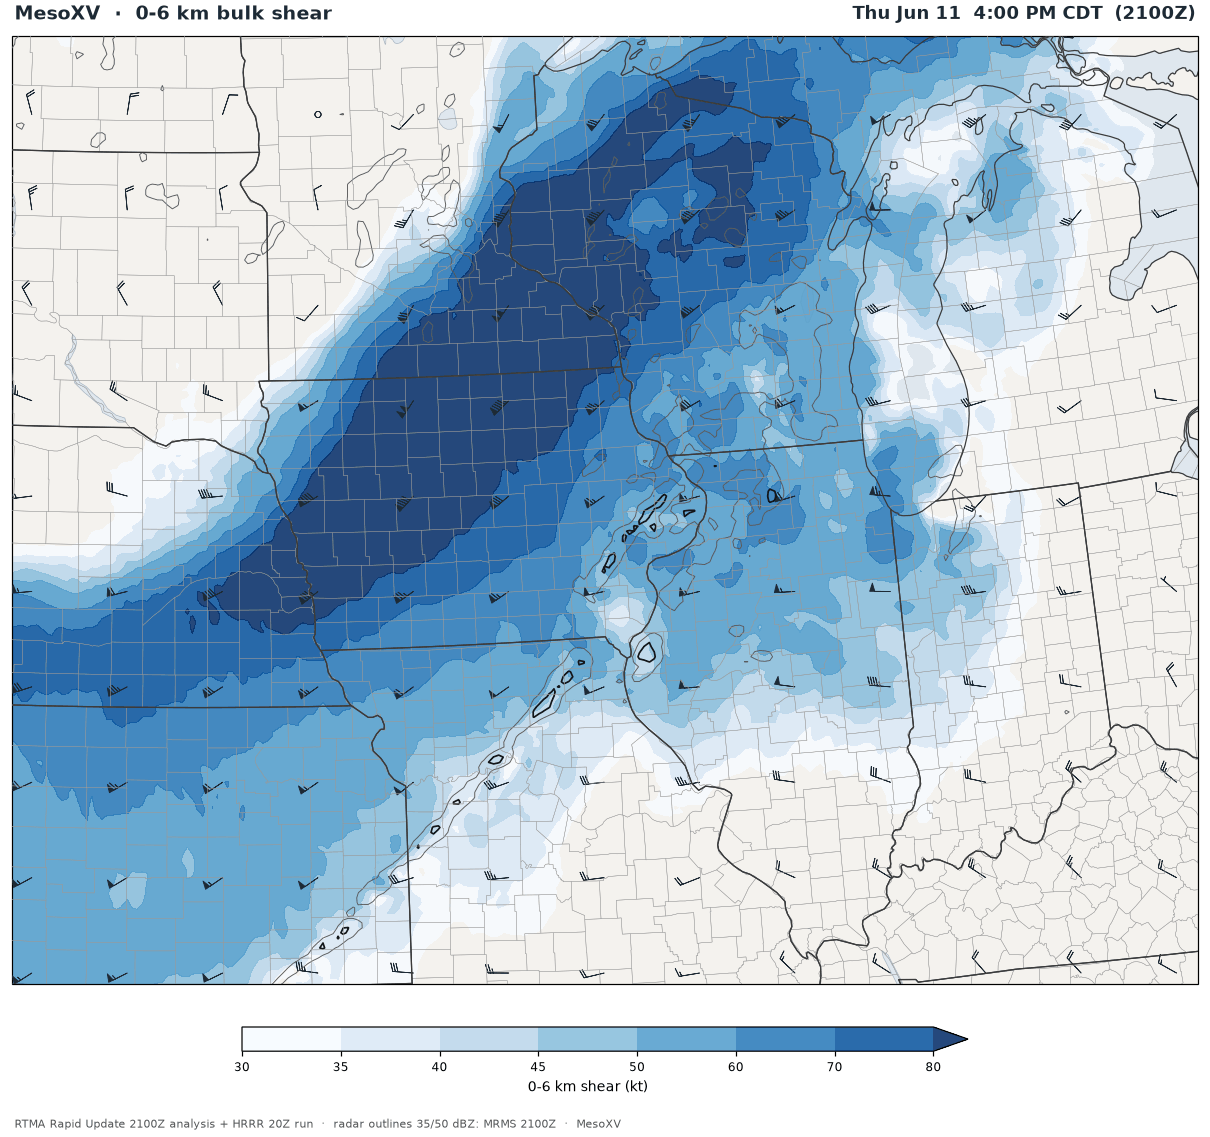 MesoXV · 0-6 km bulk shear
Thu Jun 11 4:00 PM CDT (2100Z)
30 35 40 45 50 60 70 80
0-6 km shear (kt)
RTMA Rapid Update 2100Z analysis + HRRR 20Z run · radar outlines 35/50 dBZ: MRMS 2100Z · MesoXV